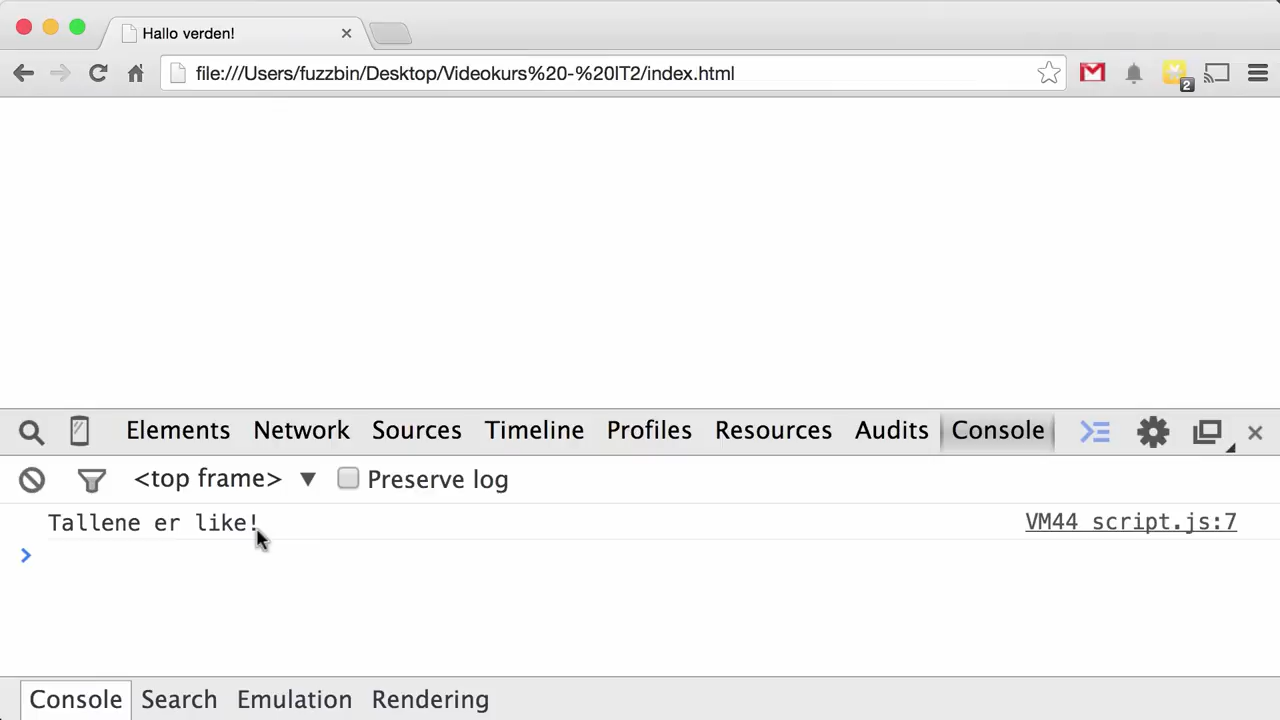 Hallo verden!
file:///Users/fuzzbin/Desktop/Videokurs%20-%20IT2/index.html
2
Elements Network Sources Timeline Profiles Resources Audits Console
<top frame> ▼ Preserve log
Tallene er like! VM44 script.js:7
>
Console Search Emulation Rendering